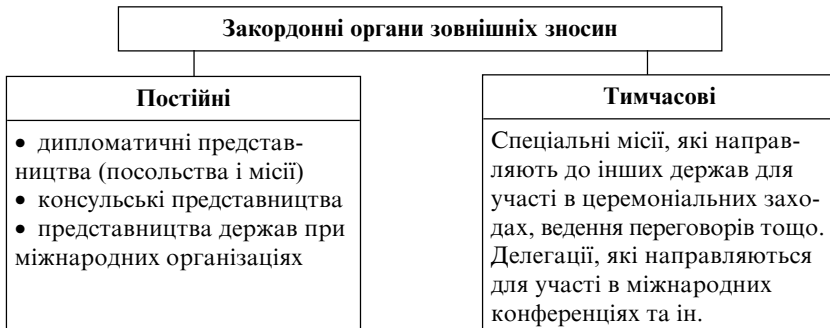 Закордонні органи зовнішніх зносин
Постійні
• дипломатичні представ-
ництва (посольства і місії)
• консульські представництва
• представництва держав при
міжнародних організаціях
Тимчасові
Спеціальні місії, які направ-
ляють до інших держав для
участі в церемоніальних захо-
дах, ведення переговорів тощо.
Делегації, які направляються
для участі в міжнародних
конференціях та ін.